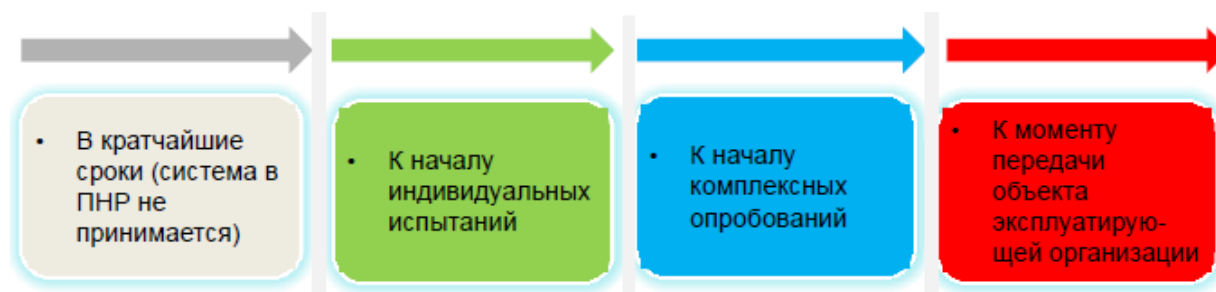 • В кратчайшие
сроки (система в
ПНР не
принимается)
• К началу
индивидуальных
испытаний
• К началу
комплексных
опробований
• К моменту
передачи
объекта
эксплуатирую-
щей организации